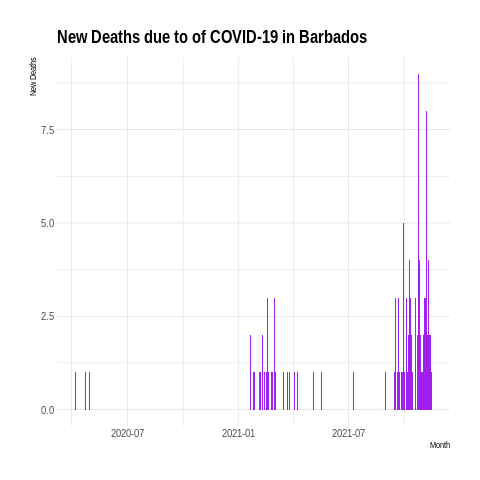 New Deaths due to of COVID-19 in Barbados
New Deaths
7.5
5.0
2.5
0.0
2020-07 2021-01 2021-07
Month